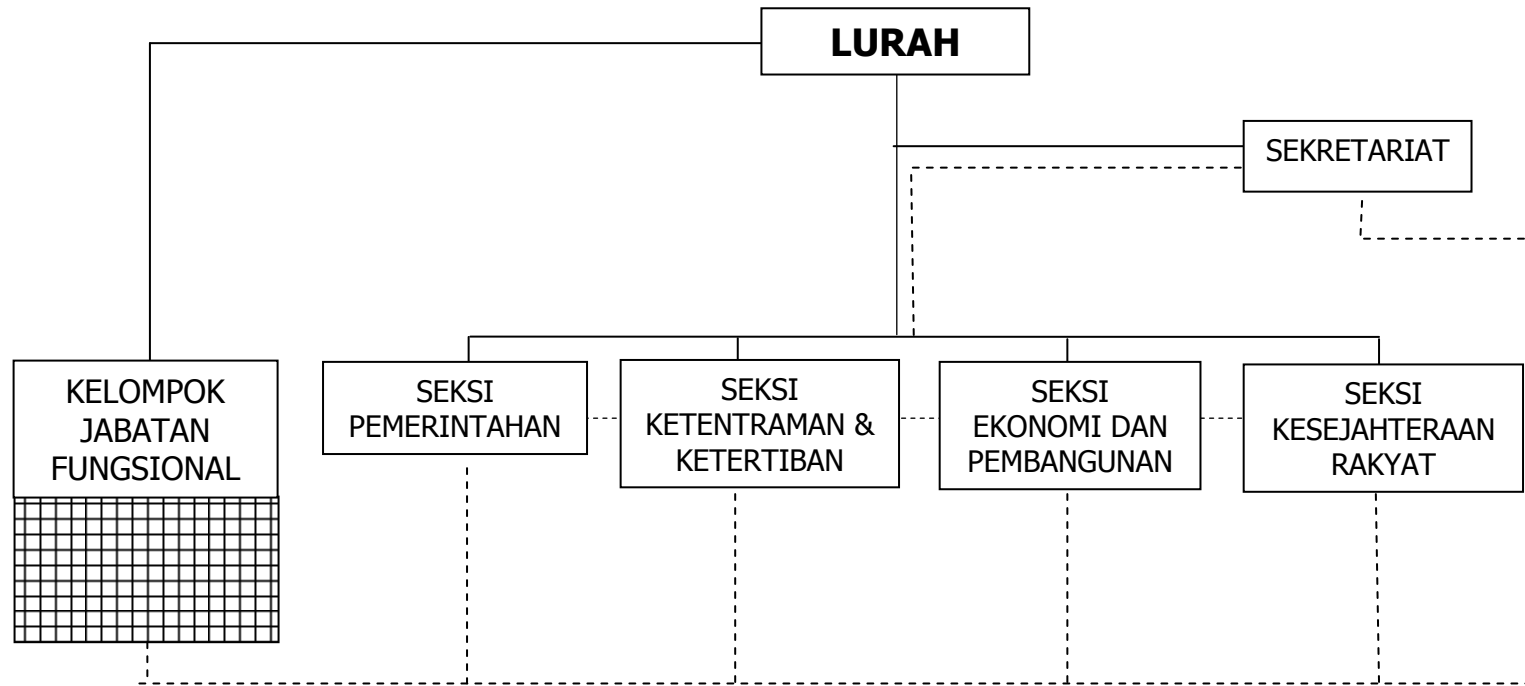 LURAH
SEKRETARIAT
KELOMPOK
JABATAN
FUNGSIONAL
SEKSI
PEMERINTAHAN
SEKSI
KETENTRAMAN &
KETERTIBAN
SEKSI
EKONOMI DAN
PEMBANGUNAN
SEKSI
KESEJAHTERAAN
RAKYAT